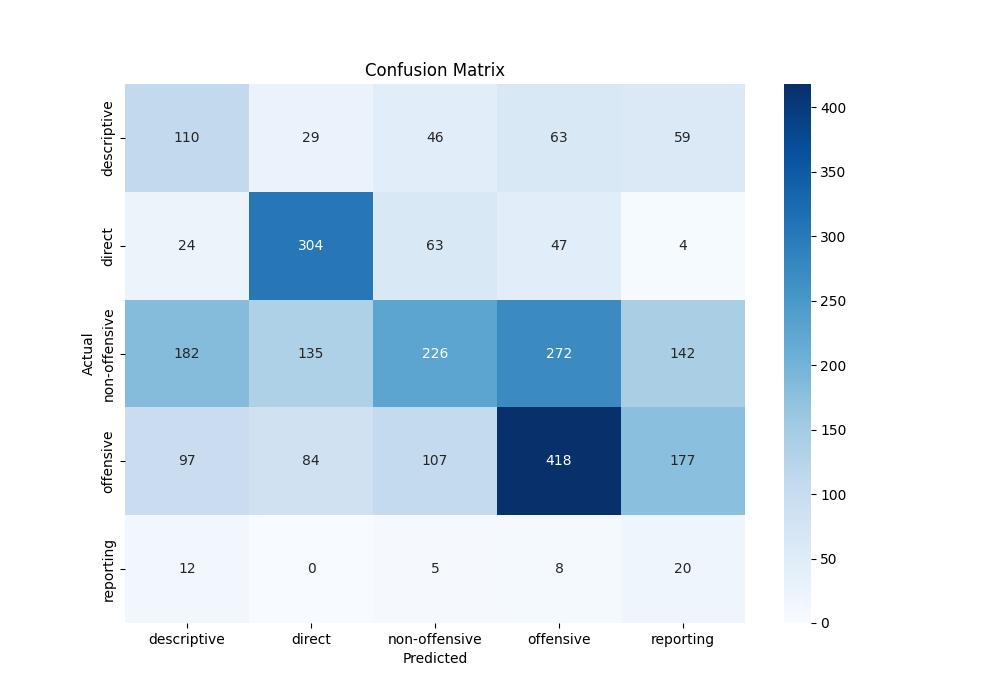 Confusion Matrix
descriptive 110 29 46 63 59
direct 24 304 63 47 4
non-offensive 182 135 226 272 142
offensive 97 84 107 418 177
reporting 12 0 5 8 20
Actual
descriptive direct non-offensive offensive reporting
Predicted
400
350
300
250
200
150
100
50
0